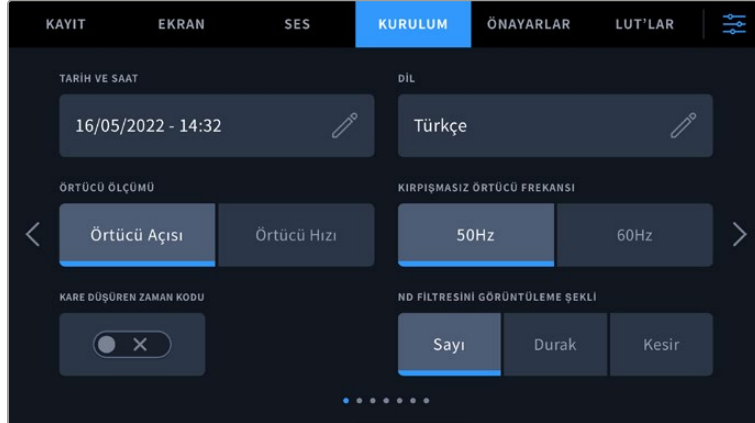 KAYIT EKRAN SES KURULUM ÖNAYARLAR LUT’LAR
TARİH VE SAAT
16/05/2022 - 14:32
DİL
Türkçe
ÖRTÜCÜ ÖLÇÜMÜ
Örtücü Açısı Örtücü Hızı
KIRPIŞMASIZ ÖRTÜCÜ FREKANSI
50Hz 60Hz
KARE DÜŞÜREN ZAMAN KODU
ND FİLTRESİNİ GÖRÜNTÜLEME ŞEKLİ
Sayı Durak Kesir